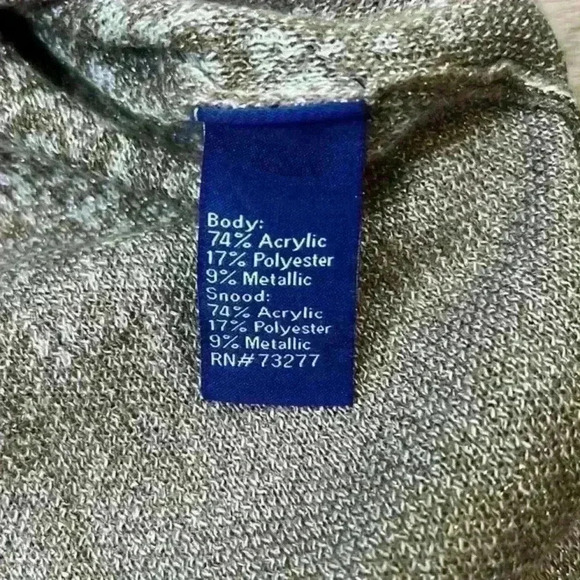 Body:
74% Acrylic
17% Polyester
9% Metallic
Snood:
74% Acrylic
17% Polyester
9% Metallic
RN# 73277